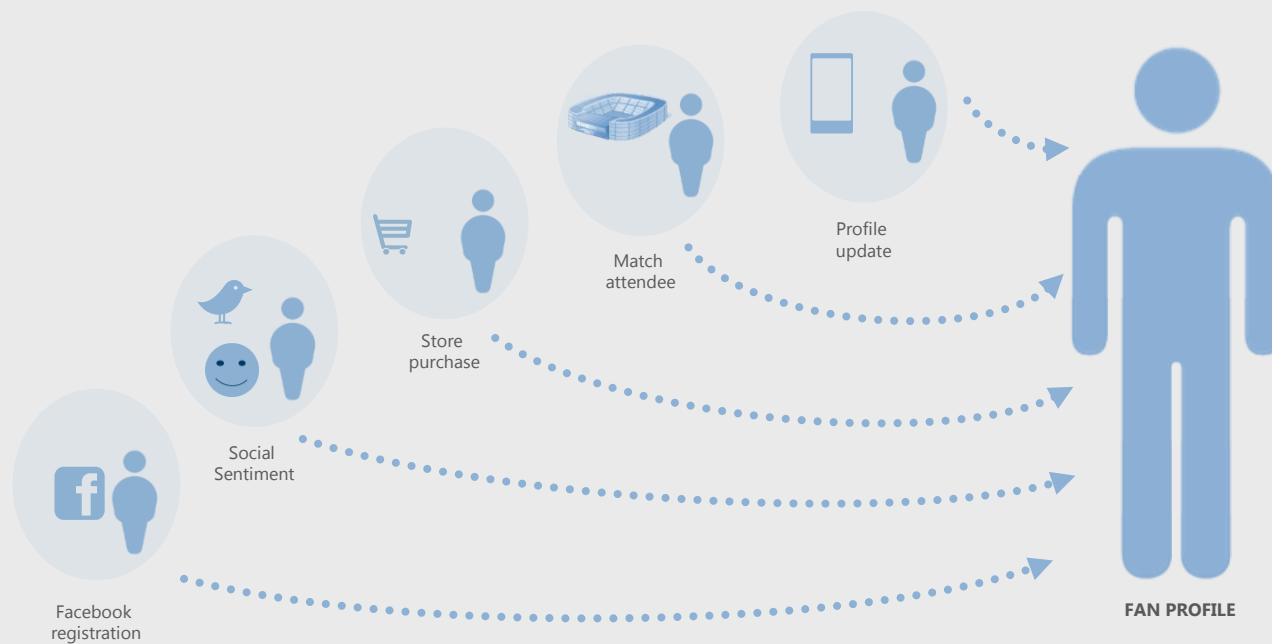 Profile
update
Match
attendee
Store
purchase
Social
Sentiment
f
Facebook
registration
FAN PROFILE